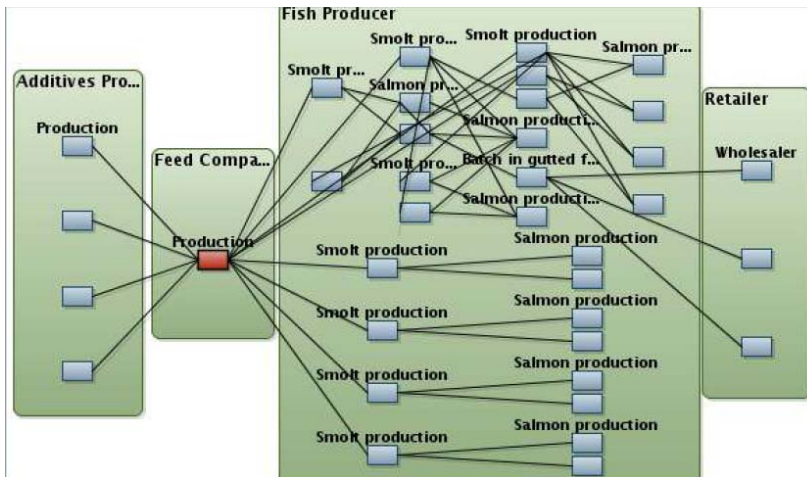 Fish Producer
Smolt pro...
Smolt production
Salmon pr...
Additives Pro...
Smolt pr...
Salmon pr...
Retailer
Production
Salmon producti...
Feed Compa...
Smolt pro...
Batch in gutted f...
Wholesaler
Salmon producti...
Production
Smolt production
Salmon production
Smolt production
Salmon production
Smolt production
Salmon production
Smolt production
Salmon production